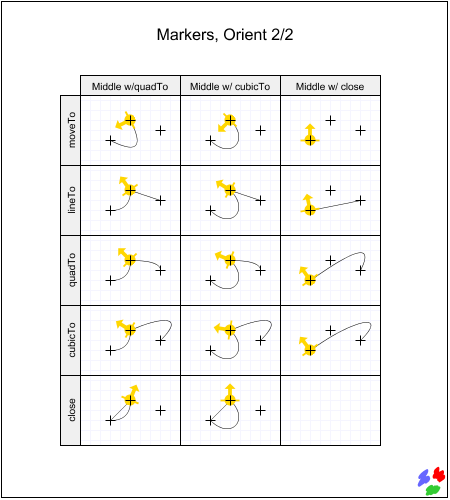 Markers, Orient 2/2
Middle w/quadTo Middle w/ cubicTo Middle w/ close
moveTo
lineTo
quadTo
cubicTo
close